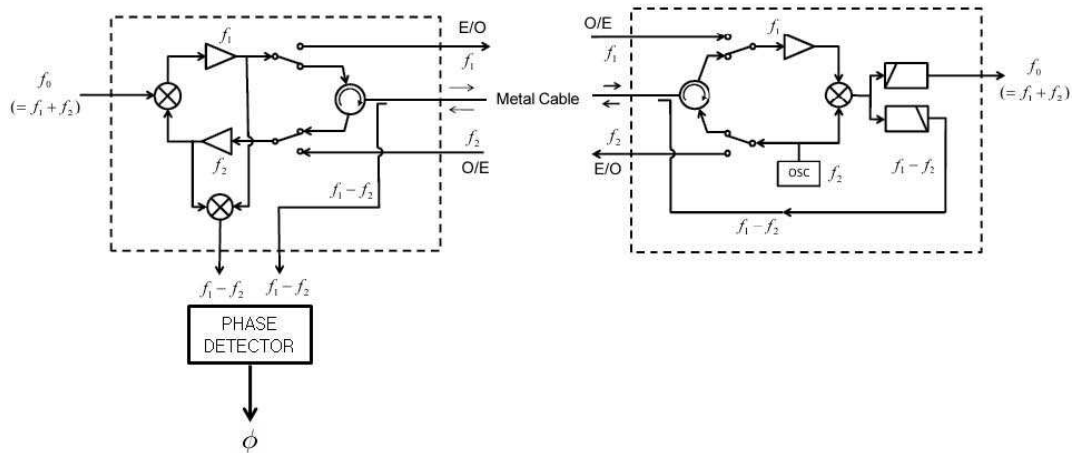 E/O
f₁
f₁
f₀
(= f₁ + f₂)
f₂
f₂
O/E
f₁ − f₂
f₁ − f₂
f₁ − f₂
PHASE
DETECTOR
ϕ
Metal Cable
O/E
f₁
f₁
f₂
E/O
OSC
f₂
f₁ − f₂
f₁ − f₂
f₀
(= f₁ + f₂)